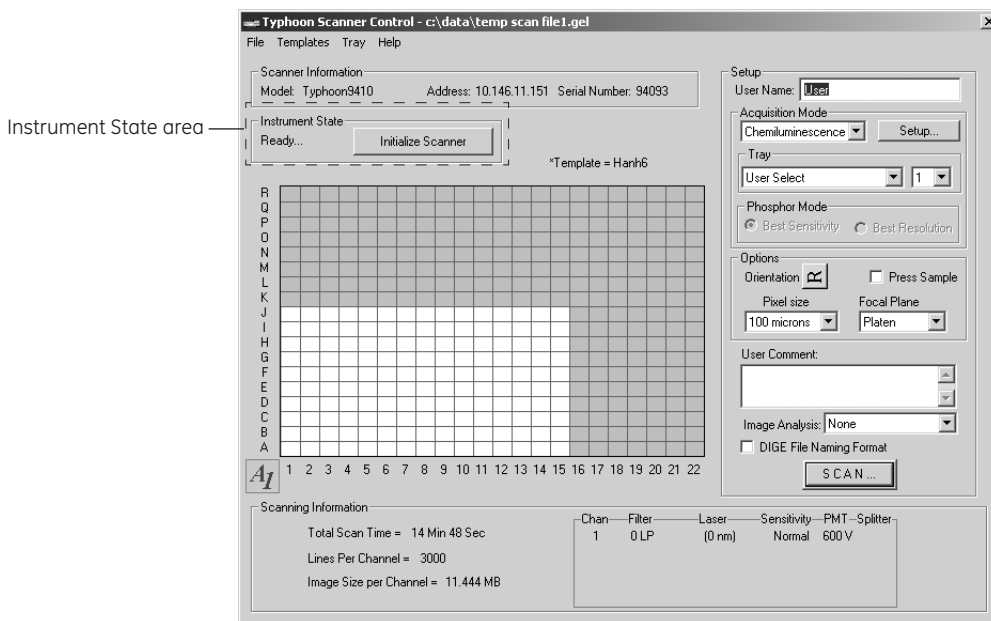 Typhoon Scanner Control - c:\data\temp scan file1.gel
File Templates Tray Help
Scanner Information
Model: Typhoon9410 Address: 10.146.11.151 Serial Number: 94093
Instrument State area
Instrument State
Ready... Initialize Scanner
*Template = Hanh6
R
Q
P
O
N
M
L
K
J
I
H
G
F
E
D
C
B
A
A1 1 2 3 4 5 6 7 8 9 10 11 12 13 14 15 16 17 18 19 20 21 22
Setup
User Name: User
Acquisition Mode
Chemiluminescence Setup...
Tray
User Select 1
Phosphor Mode
Best Sensitivity Best Resolution
Options
Orientation R Press Sample
Pixel size Focal Plane
100 microns Platen
User Comment:
Image Analysis: None
DIGE File Naming Format
SCAN...
Scanning Information
Total Scan Time = 14 Min 48 Sec
Lines Per Channel = 3000
Image Size per Channel = 11.444 MB
Chan Filter Laser Sensitivity PMT Splitter
1 0 LP (0 nm) Normal 600 V